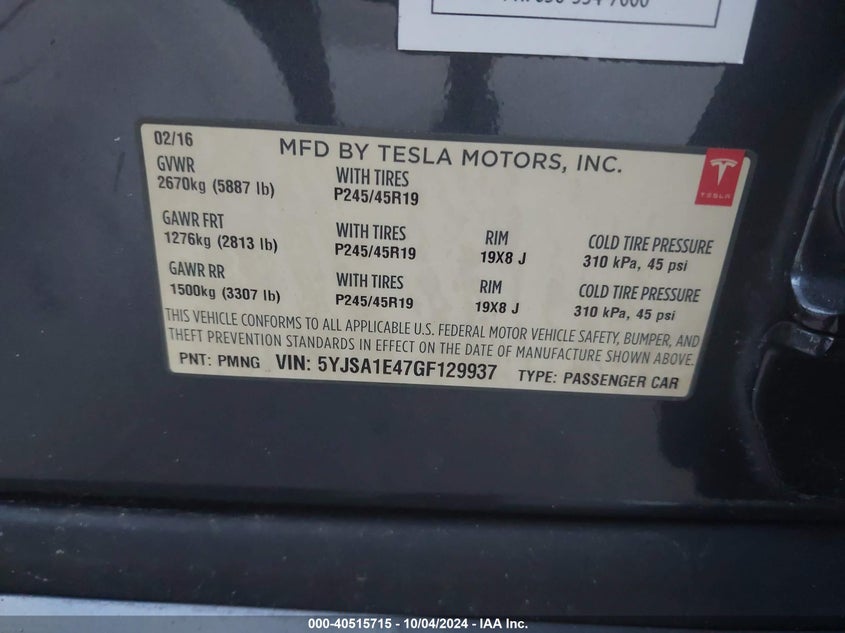 02/16
MFD BY TESLA MOTORS, INC.
TESLA
GVWR
2670kg (5887 lb)
WITH TIRES
P245/45R19
GAWR FRT
1276kg (2813 lb)
WITH TIRES
P245/45R19
RIM
19X8 J
COLD TIRE PRESSURE
310 kPa, 45 psi
GAWR RR
1500kg (3307 lb)
WITH TIRES
P245/45R19
RIM
19X8 J
COLD TIRE PRESSURE
310 kPa, 45 psi
THIS VEHICLE CONFORMS TO ALL APPLICABLE U.S. FEDERAL MOTOR VEHICLE SAFETY, BUMPER, AND
THEFT PREVENTION STANDARDS IN EFFECT ON THE DATE OF MANUFACTURE SHOWN ABOVE.
PNT: PMNG VIN: 5YJSA1E47GF129937 TYPE: PASSENGER CAR
000-40515715 - 10/04/2024 - IAA Inc.